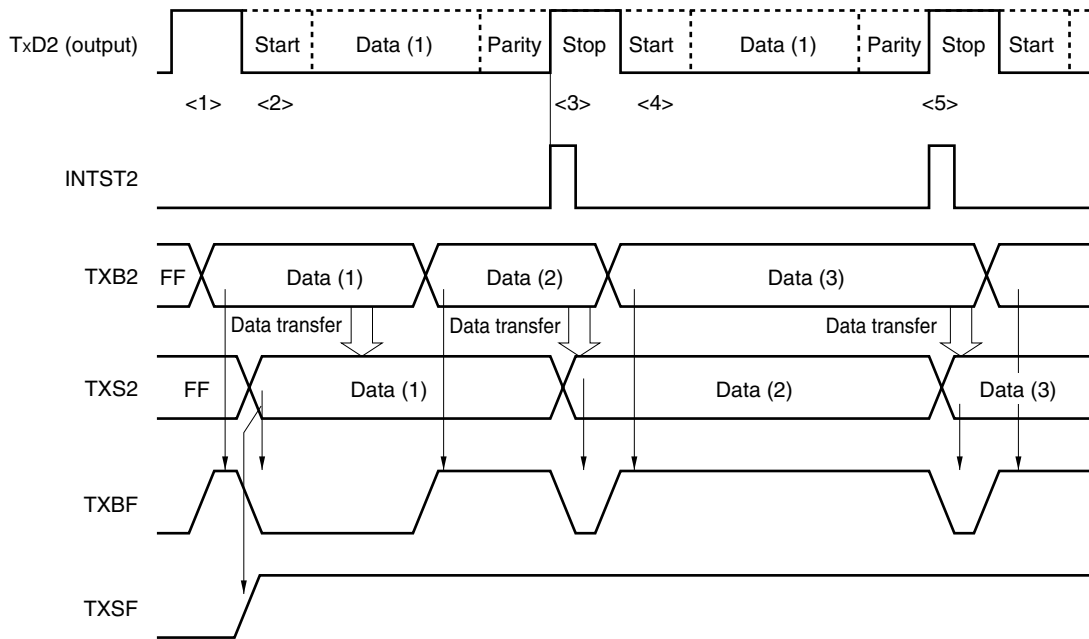 TxD2 (output) Start Data (1) Parity Stop Start Data (1) Parity Stop Start
<1> <2> <3> <4> <5>
INTST2
TXB2 FF Data (1) Data (2) Data (3)
Data transfer Data transfer Data transfer
TXS2 FF Data (1) Data (2) Data (3)
TXBF
TXSF